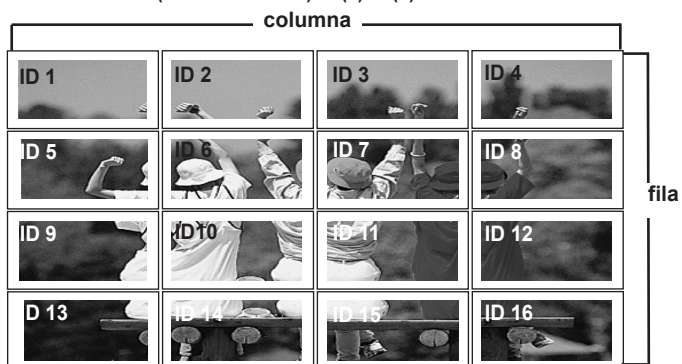 columna
ID 1 ID 2 ID 3 ID 4
ID 5 ID 6 ID 7 ID 8
fila
ID 9 ID10 ID 11 ID 12
D 13 ID 14 ID 15 ID 16